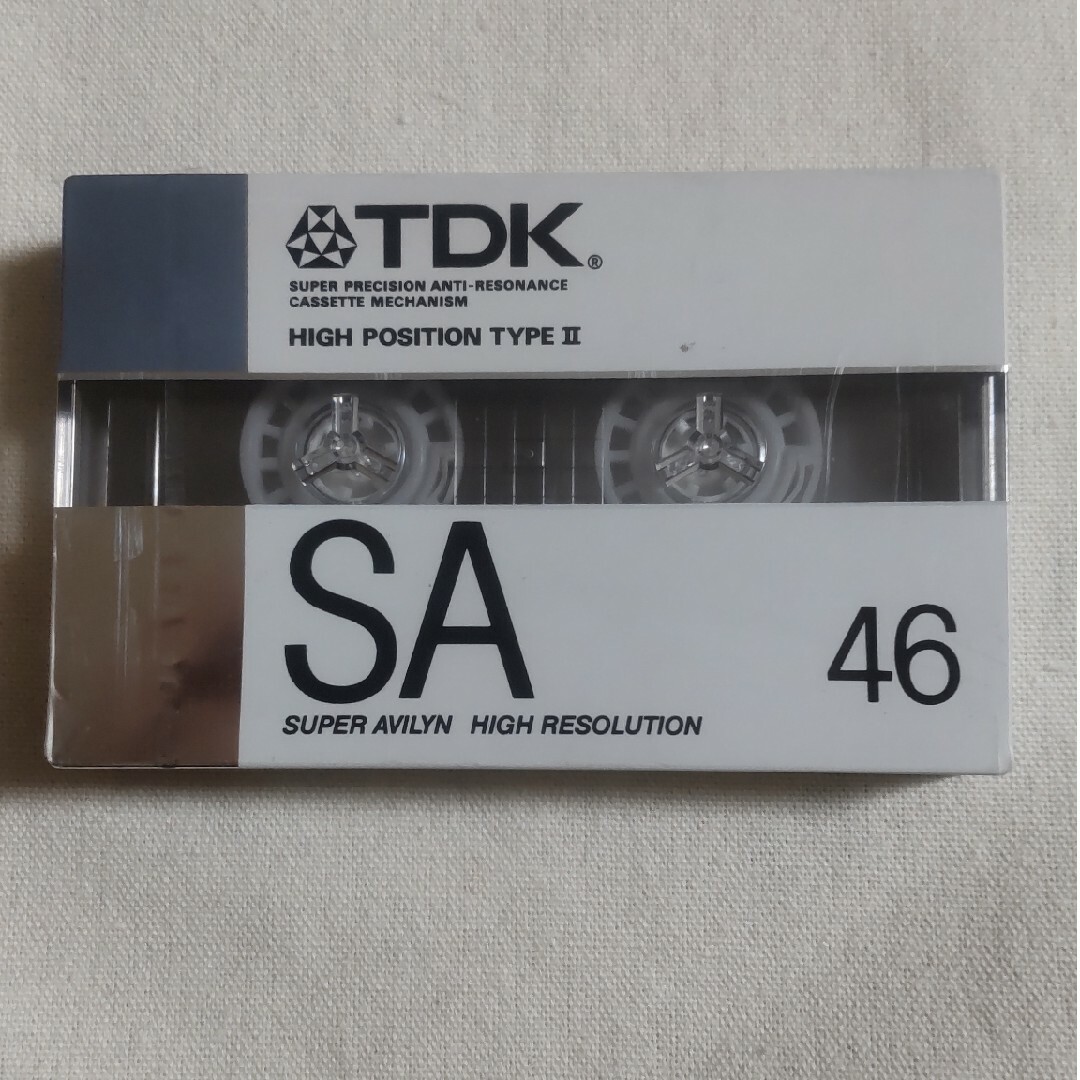 TDK®
SUPER PRECISION ANTI-RESONANCE
CASSETTE MECHANISM
HIGH POSITION TYPE II
SA
46
SUPER AVILYN HIGH RESOLUTION